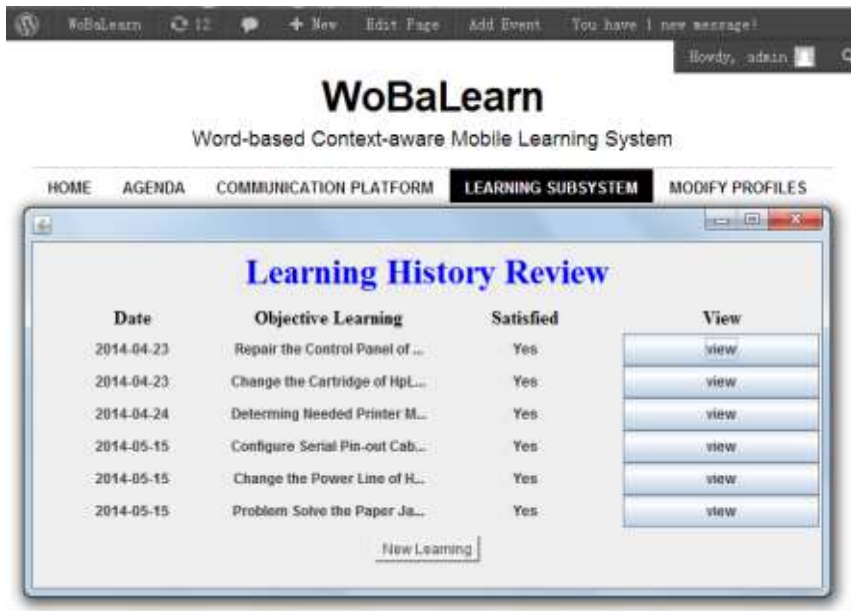 WoBaLearn 12 + New Edit Page Add Event You have 1 new message!
Howdy, admin
WoBaLearn
Word-based Context-aware Mobile Learning System
HOME AGENDA COMMUNICATION PLATFORM LEARNING SUBSYSTEM MODIFY PROFILES
Learning History Review
Date Objective Learning Satisfied View
2014-04-23 Repair the Control Panel of ... Yes view
2014-04-23 Change the Cartridge of HpL... Yes view
2014-04-24 Determing Needed Printer M... Yes view
2014-05-15 Configure Serial Pin-out Cab... Yes view
2014-05-15 Change the Power Line of H... Yes view
2014-05-15 Problem Solve the Paper Ja... Yes view
New Learning